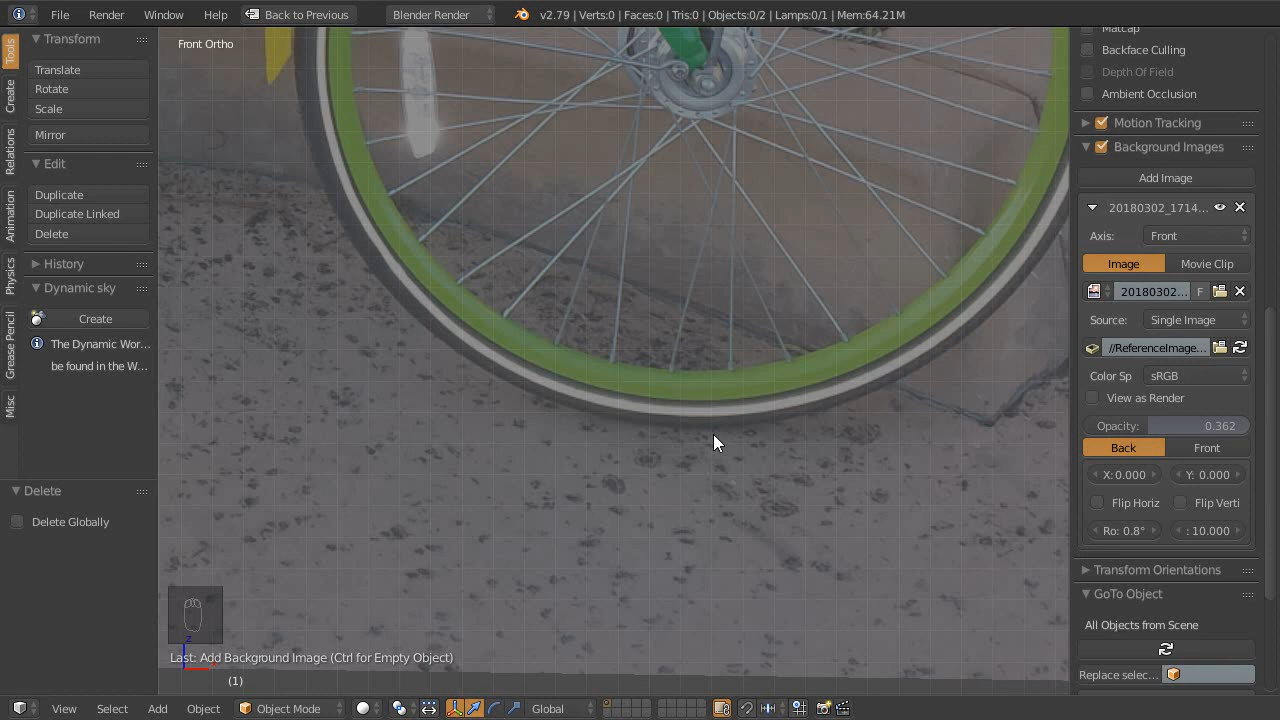 File Render Window Help Back to Previous Blender Render v2.79 | Verts:0 | Faces:0 | Tris:0 | Objects:0/2 | Lamps:0/1 | Mem:64.21M
Tools
Create
Relations
Animation
Physics
Grease Pencil
Misc
Transform
Translate
Rotate
Scale
Mirror
Edit
Duplicate
Duplicate Linked
Delete
History
Dynamic sky
Create
The Dynamic Wor...
be found in the W...
Delete
Delete Globally
Front Ortho
z
Last: Add Background Image (Ctrl for Empty Object)
(1)
Matcap
Backface Culling
Depth Of Field
Ambient Occlusion
Motion Tracking
Background Images
Add Image
20180302_1714...
Axis: Front
Image Movie Clip
20180302... F
Source: Single Image
//ReferenceImage...
Color Sp sRGB
View as Render
Opacity: 0.362
Back Front
X: 0.000 Y: 0.000
Flip Horiz Flip Verti
Ro: 0.8° : 10.000
Transform Orientations
GoTo Object
All Objects from Scene
Replace selec...
View Select Add Object Object Mode Global